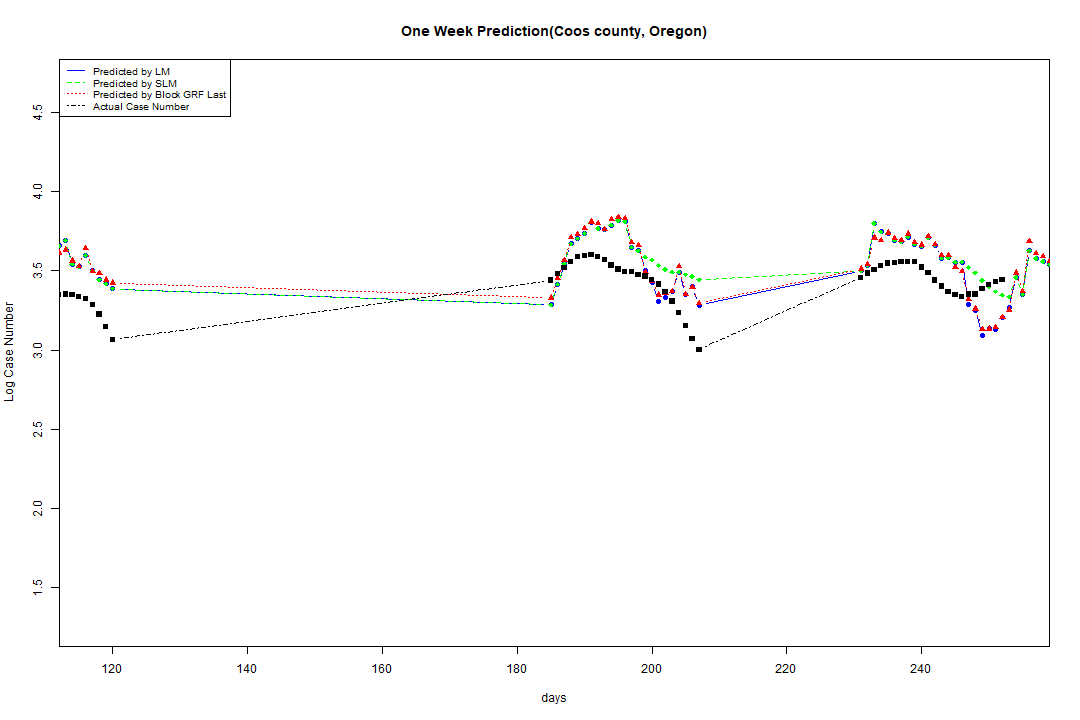 One Week Prediction(Coos county, Oregon)
Predicted by LM
Predicted by SLM
Predicted by Block GRF Last
Actual Case Number
4.5
4.0
3.5
3.0
2.5
2.0
1.5
Log Case Number
120 140 160 180 200 220 240
days